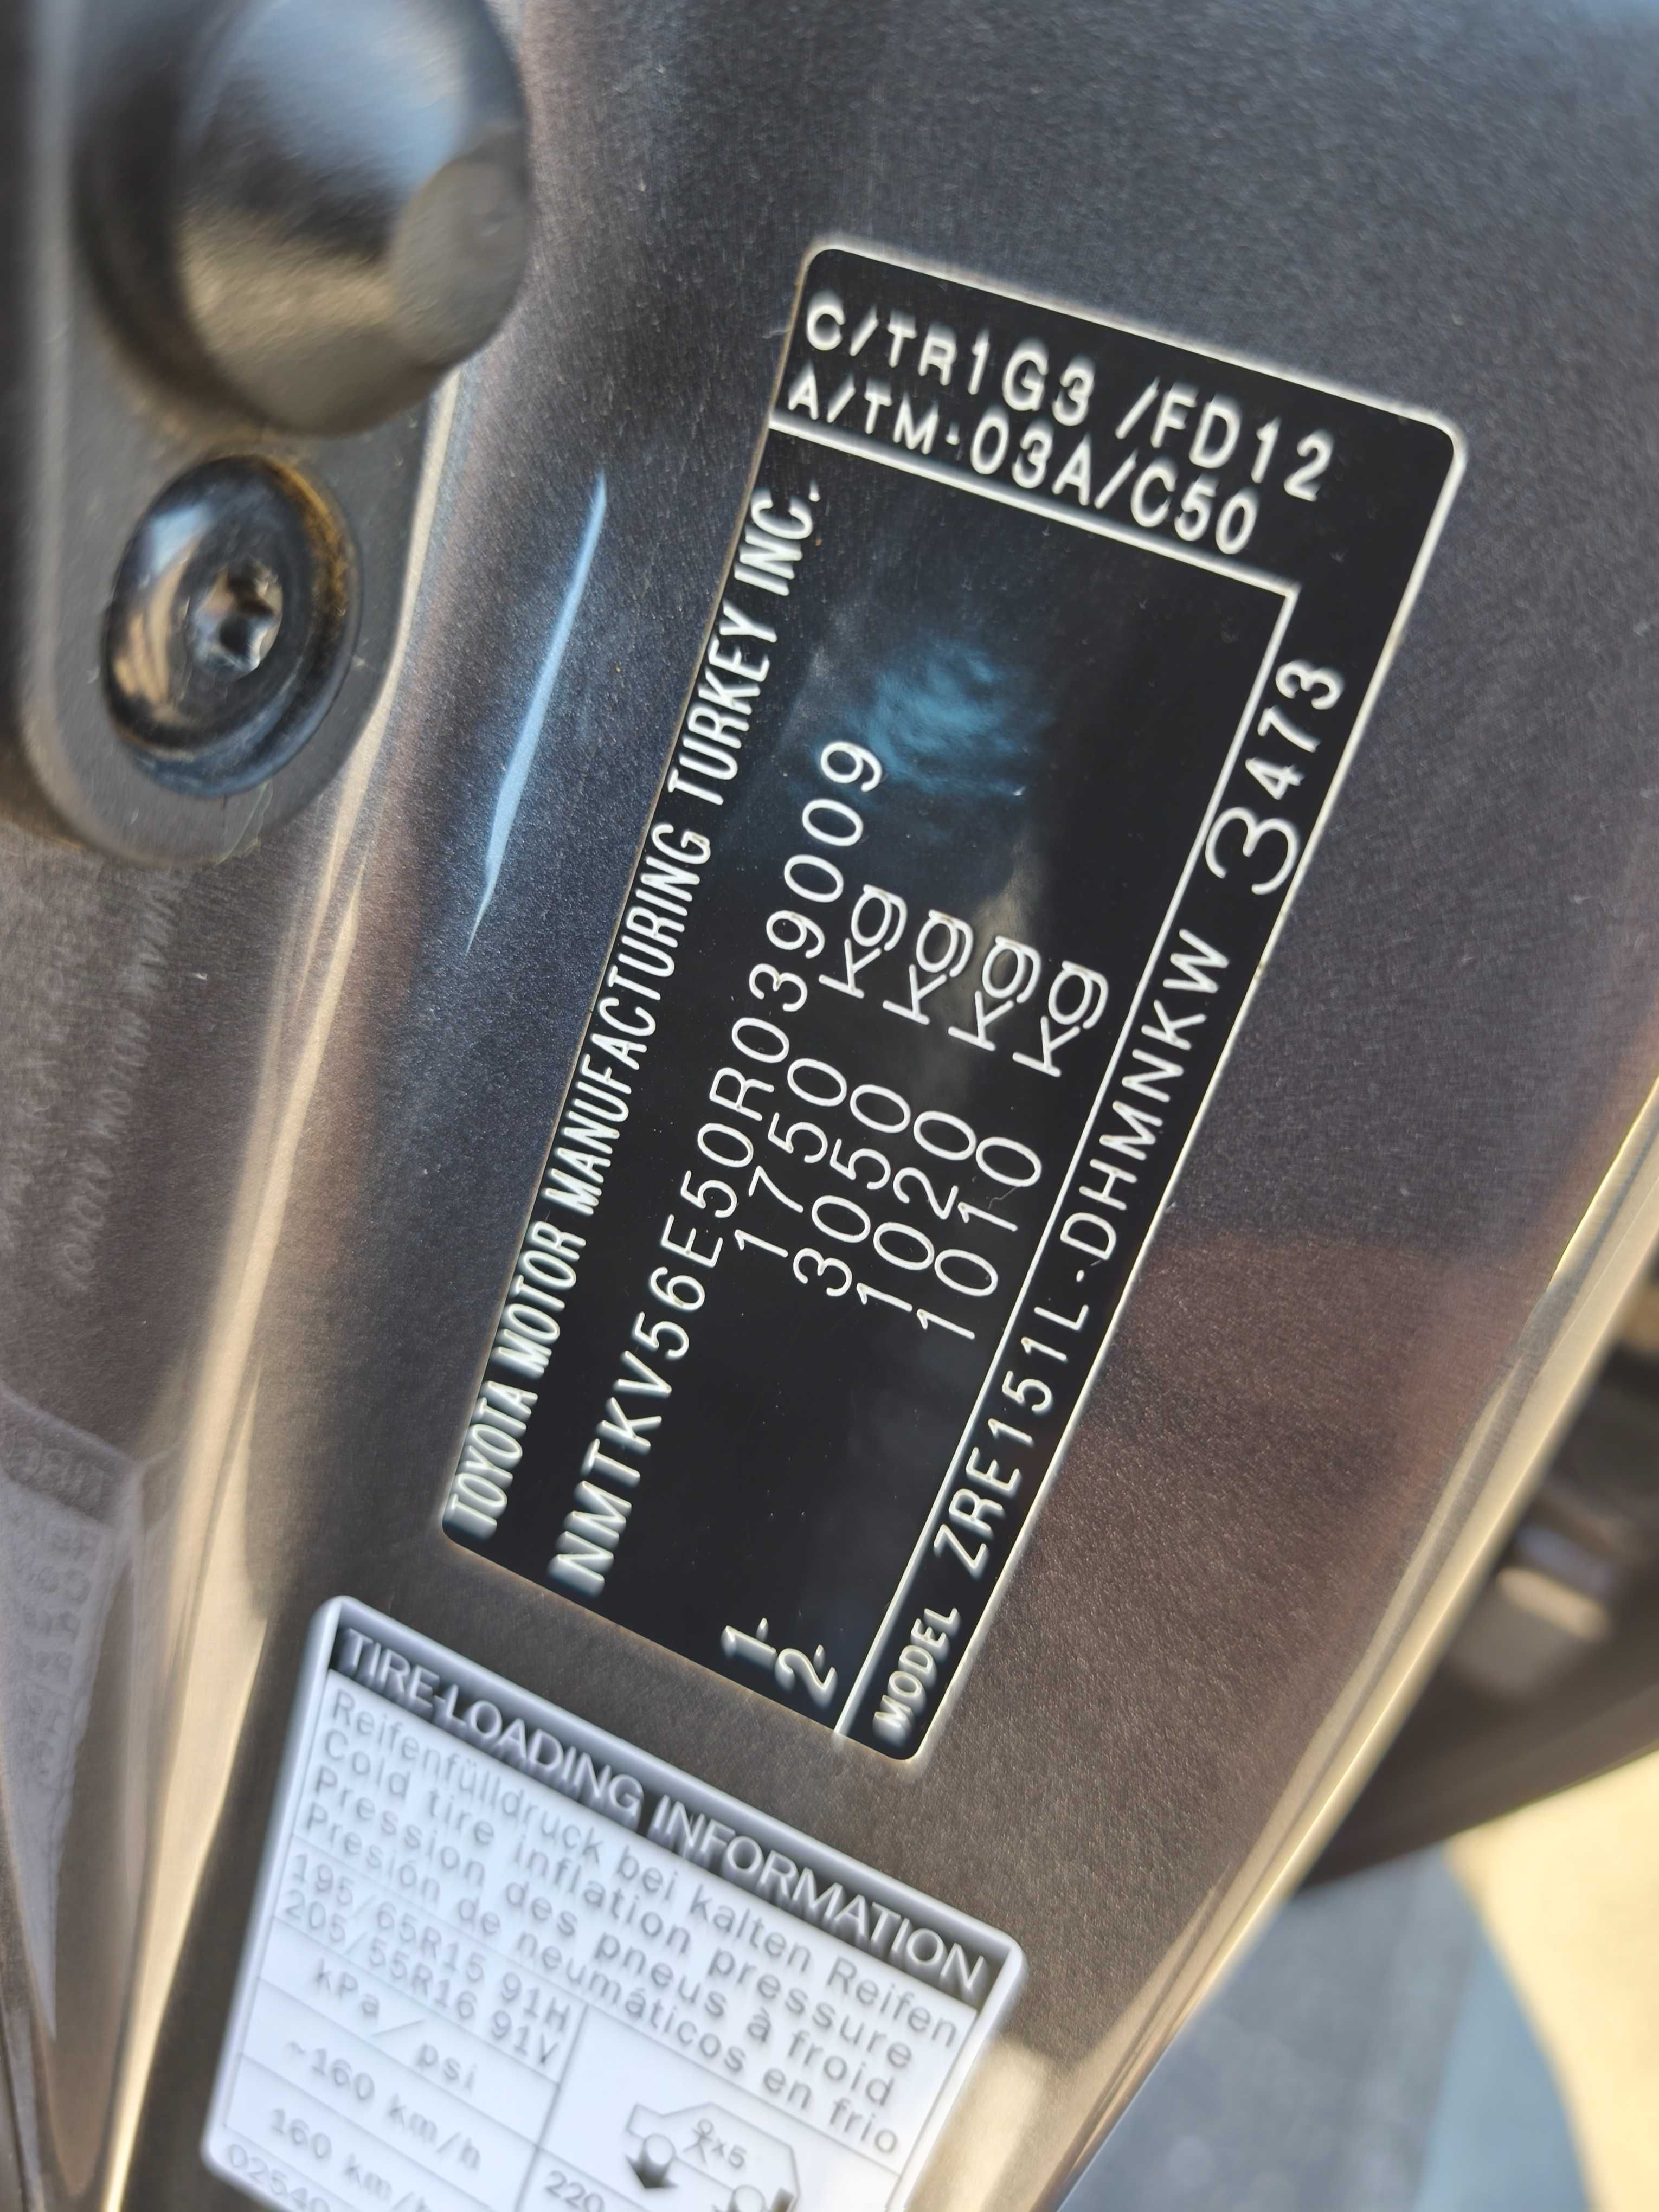 TOYOTA MOTOR MANUFACTURING TURKEY INC.
NMTKV56E50R039009
1750 kg
3050 kg
1- 1020 kg
2- 1010 kg
MODEL ZRE151L-DHMNKW 3473
C/TR1G3 /FD12
A/TM-03A/C50
TIRE-LOADING INFORMATION
Reifenfülldruck bei kalten Reifen
Cold tire inflation pressure
Pression des pneus à froid
Presión de neumáticos en frio
195/65R15 91H
205/55R16 91V
kPa/psi
~160 km/h
160 km/h
220
x5